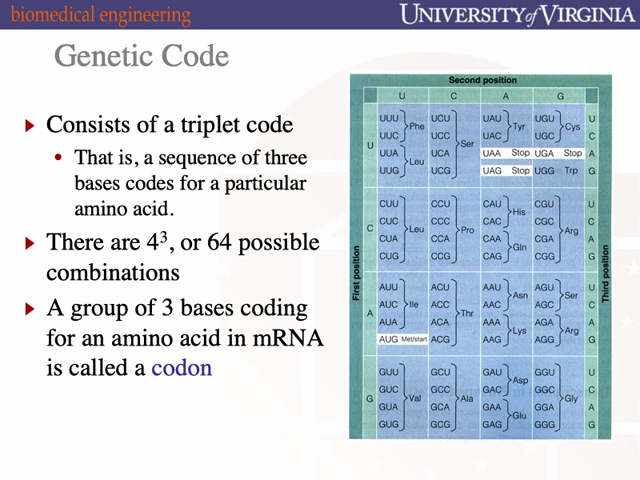 biomedical engineering
UNIVERSITY of VIRGINIA
Genetic Code
Consists of a triplet code
That is, a sequence of three
bases codes for a particular
amino acid.
There are 4³, or 64 possible
combinations
A group of 3 bases coding
for an amino acid in mRNA
is called a codon
Second position
U C A G
First position
Third position
U
UUU UCU UAU UGU U
Phe Tyr Cys
UUC UCC UAC UGC C
Ser
UUA UCA UAA Stop UGA Stop A
Leu
UUG UCG UAG Stop UGG Trp G
C
CUU CCU CAU CGU U
His
CUC CCC CAC CGC C
Leu Pro Arg
CUA CCA CAA CGA A
Gln
CUG CCG CAG CGG G
A
AUU ACU AAU AGU U
Asn Ser
AUC Ile ACC AAC AGC C
Thr
AUA ACA AAA AGA A
Lys Arg
AUG Met/start ACG AAG AGG G
G
GUU GCU GAU GGU U
Asp
GUC GCC GAC GGC C
Val Ala Gly
GUA GCA GAA GGA A
Glu
GUG GCG GAG GGG G